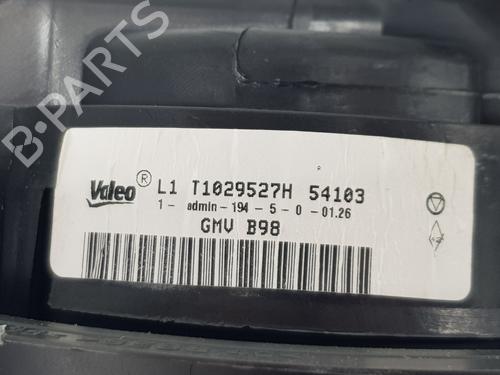 B-PARTS
Valeo® L1 T1029527H 54103
1- admin-194-5-0-01.26
GMV B98